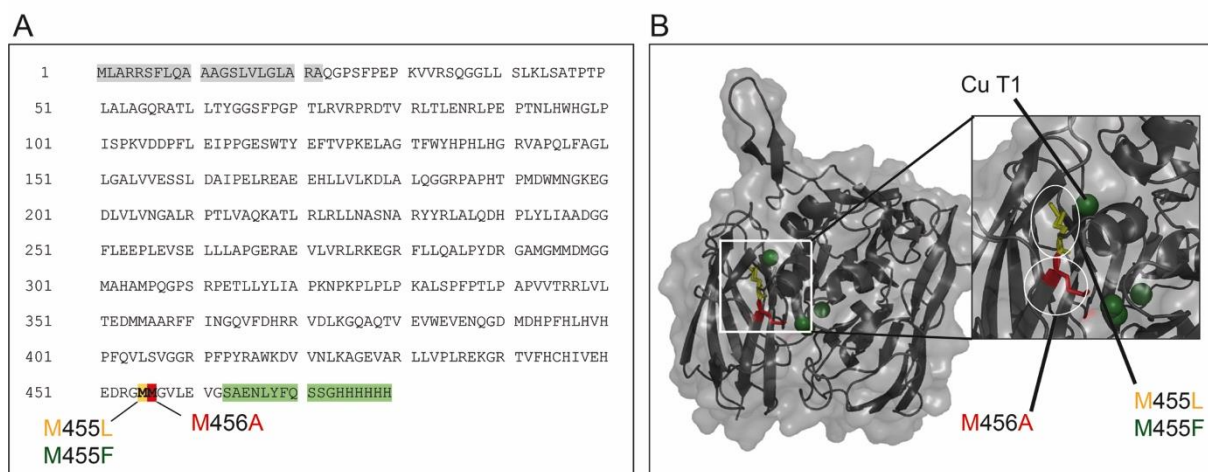 A
1 MLARRSFLQA AAGSLVLGLA RAQGPSFPEP KVVRSQGGLL SLKLSATPTP
51 LALAGQRATL LTYGGSFPGP TLRVRPRDTV RLTLENRLPE PTNLHWHGLP
101 ISPKVDDPFL EIPPGESWTY EFTVPKELAG TFWYHPHLHG RVAPQLFAGL
151 LGALVVESSL DAIPELREAE EHLLVLKDLA LQGGRPAPHT PMDWMNGKEG
201 DLVLVNGALR PTLVAQKATL RLRLLNASNA RYYRLALQDH PLYLIAADGG
251 FLEEPLEVSE LLLAPGERAE VLVRLRKEGR FLLQALPYDR GAMGMMDMGG
301 MAHAMPQGPS RPETLLYLIA PKNPKPLPLP KALSPFPTLP APVVTRRLVL
351 TEDMMAARFF INGQVFDHRR VDLKGQAQTV EVWEVENQGD MDHPFHLHVH
401 PFQVLSVGGR PFPYRAWKDV VNLKAGEVAR LLVPLREKGR TVFHCHIVEH
451 EDRGMMGVLE VGSAENLYFQ SSGHHHHHH
M455L
M455F
M456A
B
Cu T1
M456A
M455L
M455F